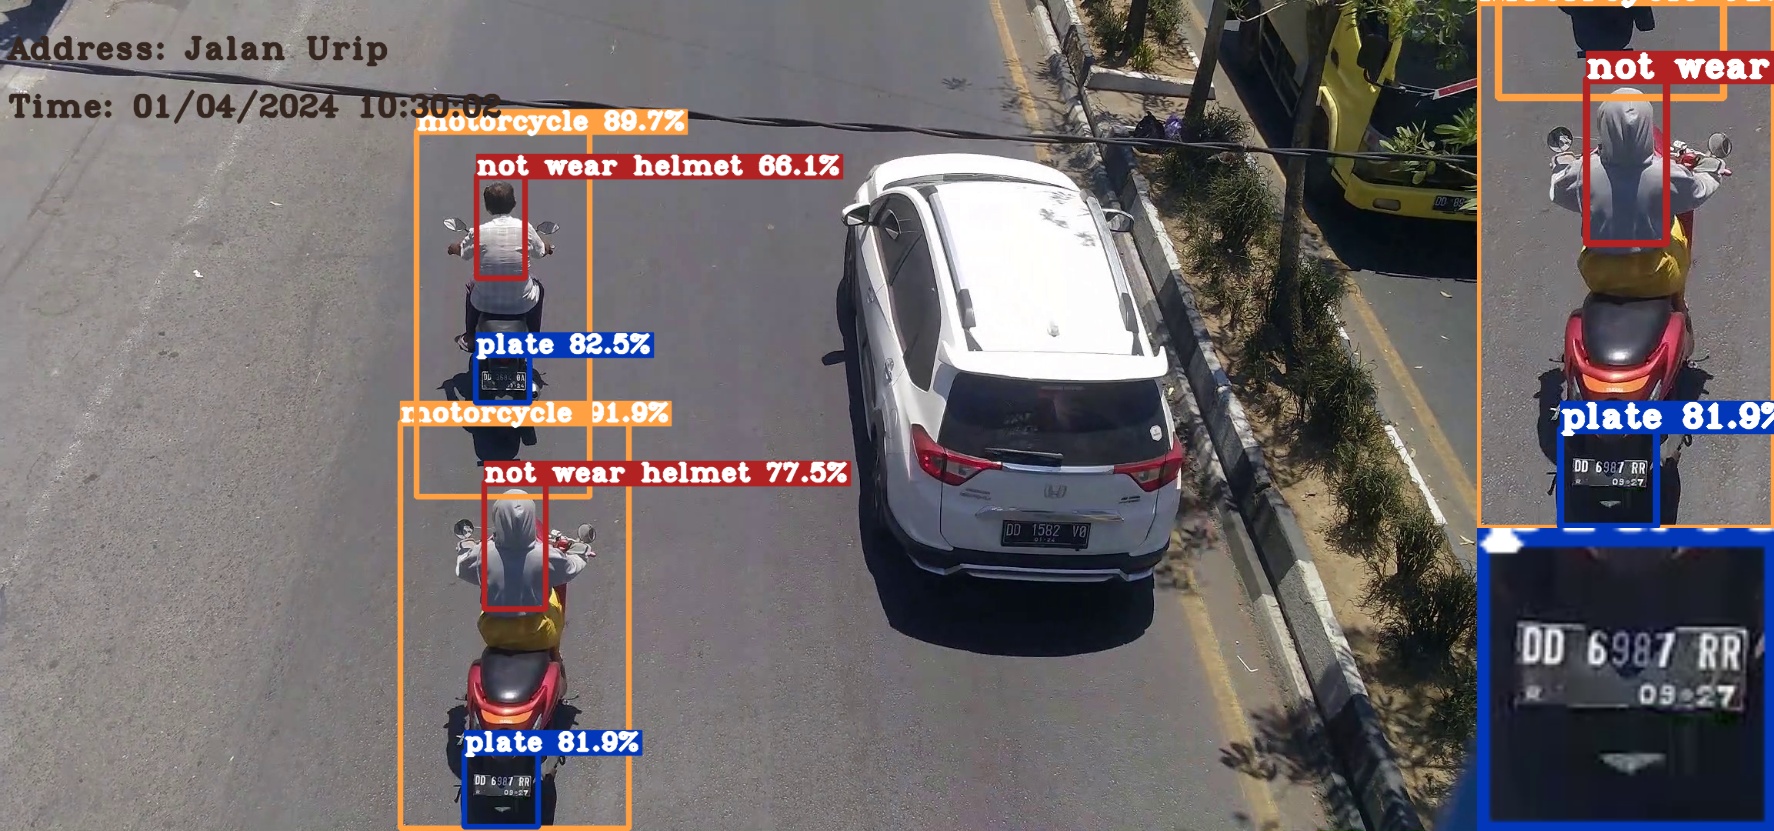 Address: Jalan Urip
Time: 01/04/2024 10:30:02
motorcycle 89.7%
not wear helmet 66.1%
plate 82.5%
DD
motorcycle 91.9%
not wear helmet 77.5%
DD 1582 VO
plate 81.9%
DD 6987 RR
09-27
DD
not wear
plate 81.9%
DD 6987 RR
09-27
DD 6987 RR
09-27